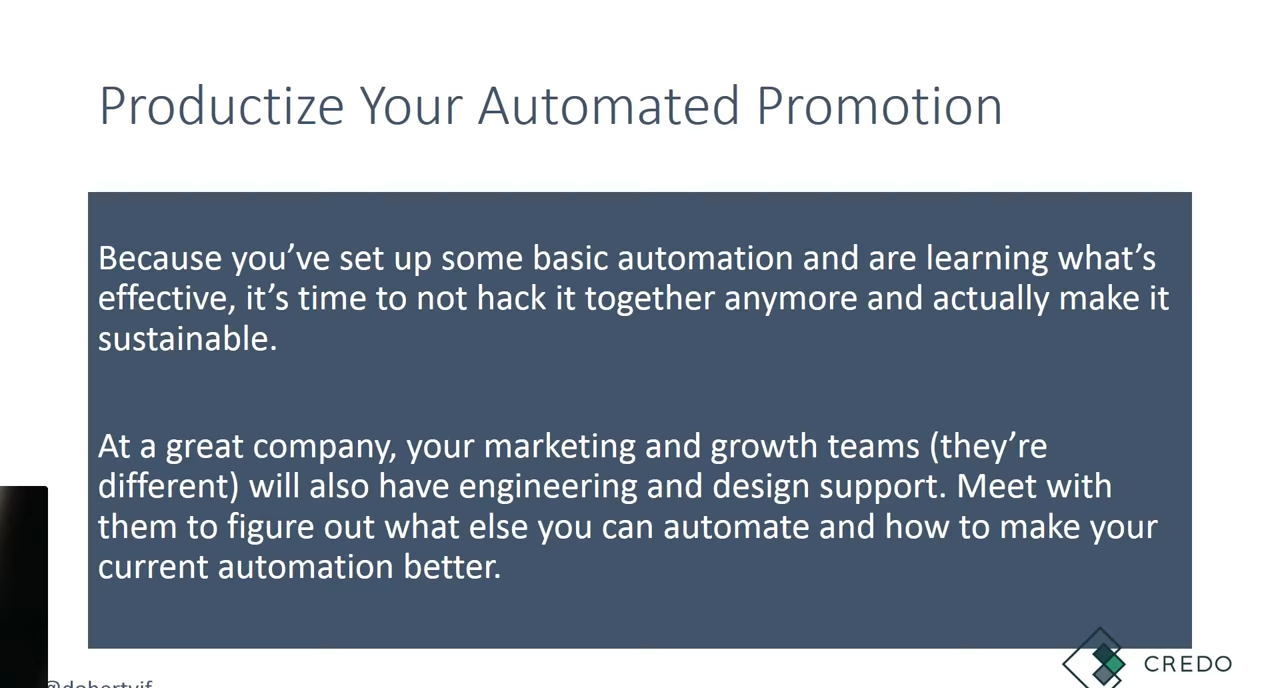 Productize Your Automated Promotion
Because you’ve set up some basic automation and are learning what’s
effective, it’s time to not hack it together anymore and actually make it
sustainable.
At a great company, your marketing and growth teams (they’re
different) will also have engineering and design support. Meet with
them to figure out what else you can automate and how to make your
current automation better.
CREDO